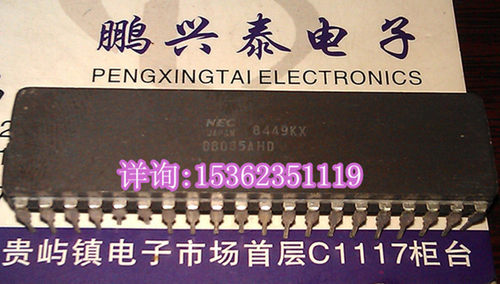 鹏兴泰电子
PENGXINGTAI ELECTRONICS
NEC
JAPAN 8449KX
D8085AHD
详询:15362351119
贵屿镇电子市场首层C1117柜台